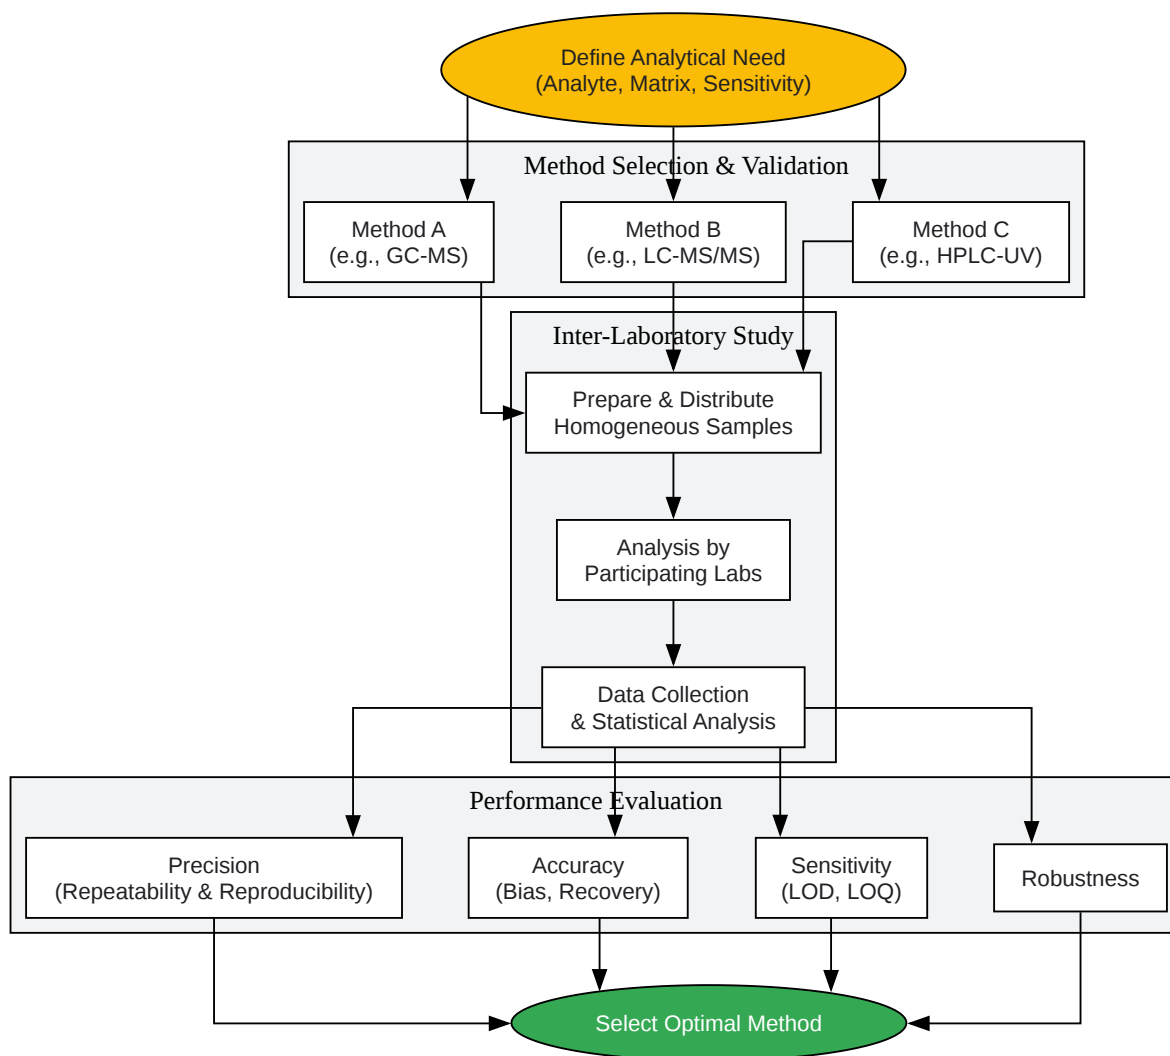 Define Analytical Need
(Analyte, Matrix, Sensitivity)
Method Selection & Validation
Method A
(e.g., GC-MS)
Method B
(e.g., LC-MS/MS)
Method C
(e.g., HPLC-UV)
Inter-Laboratory Study
Prepare & Distribute
Homogeneous Samples
Analysis by
Participating Labs
Data Collection
& Statistical Analysis
Performance Evaluation
Precision
(Repeatability & Reproducibility)
Accuracy
(Bias, Recovery)
Sensitivity
(LOD, LOQ)
Robustness
Select Optimal Method